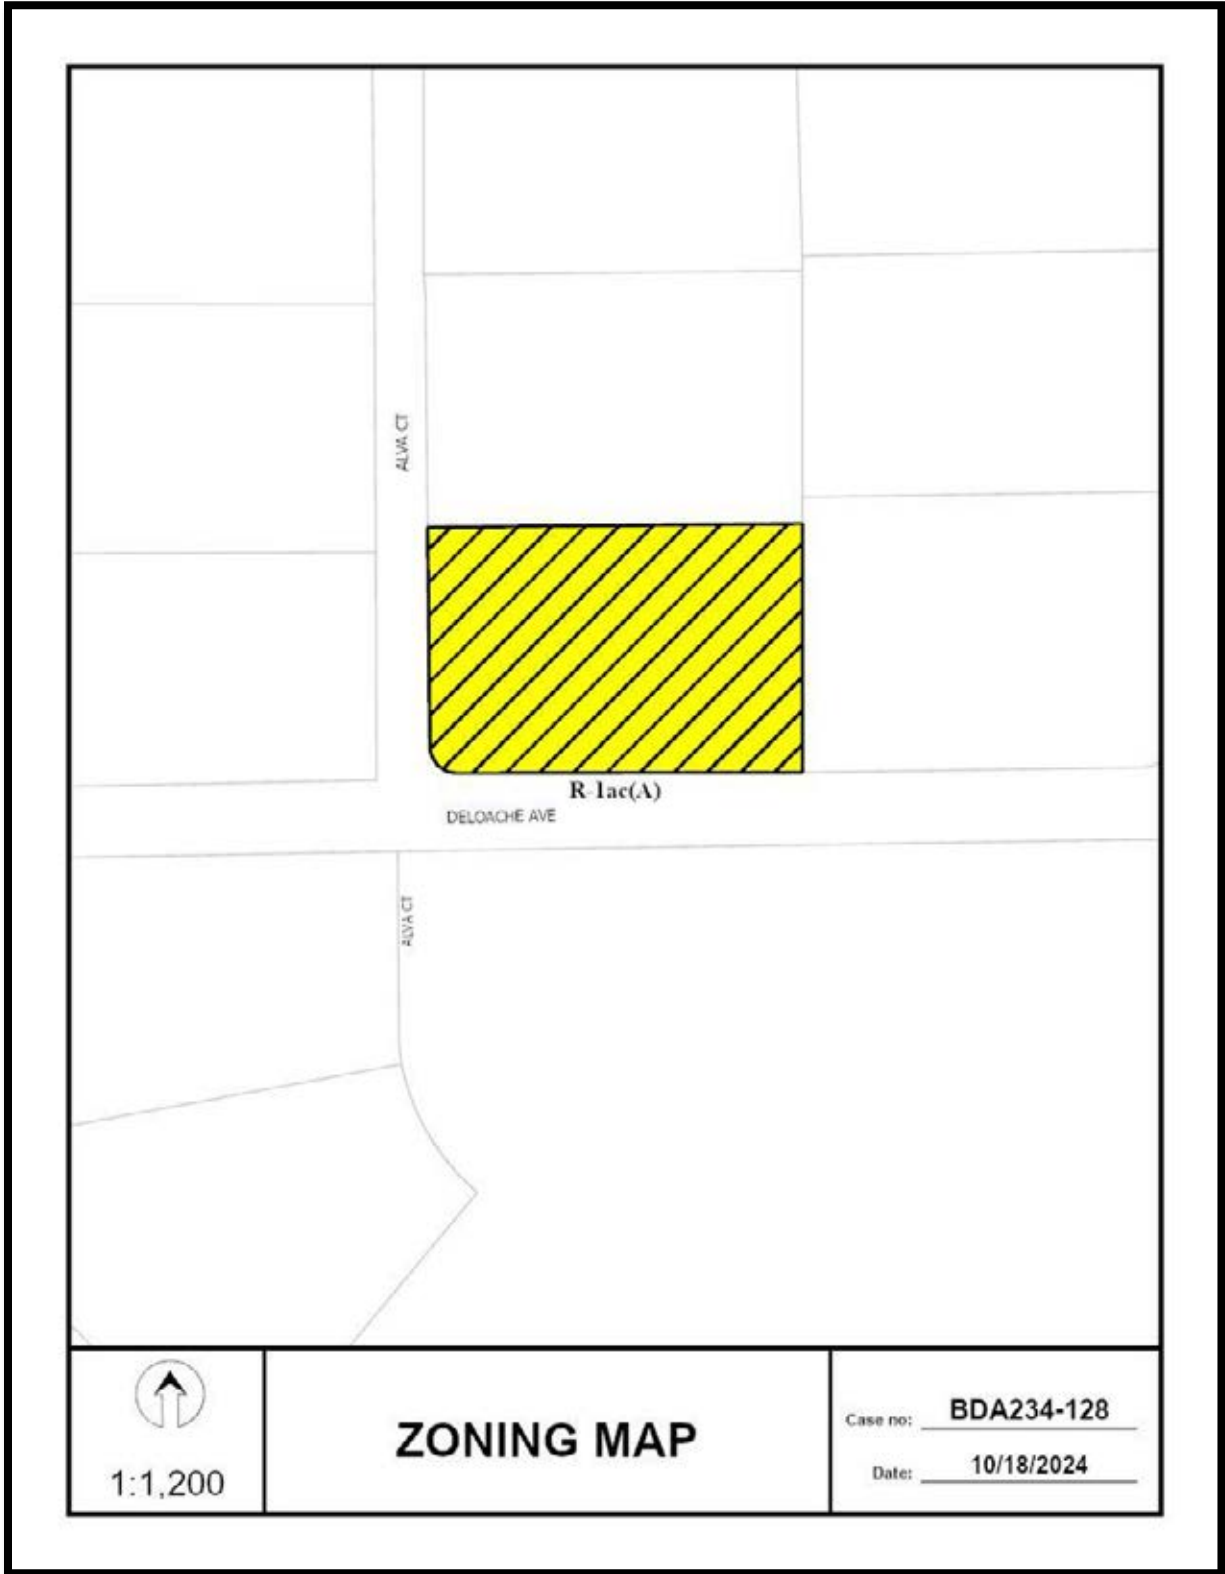 ALVA CT
R-1ac(A)
DELOACHE AVE
ALVA CT
1:1,200
ZONING MAP
Case no: BDA234-128
Date: 10/18/2024